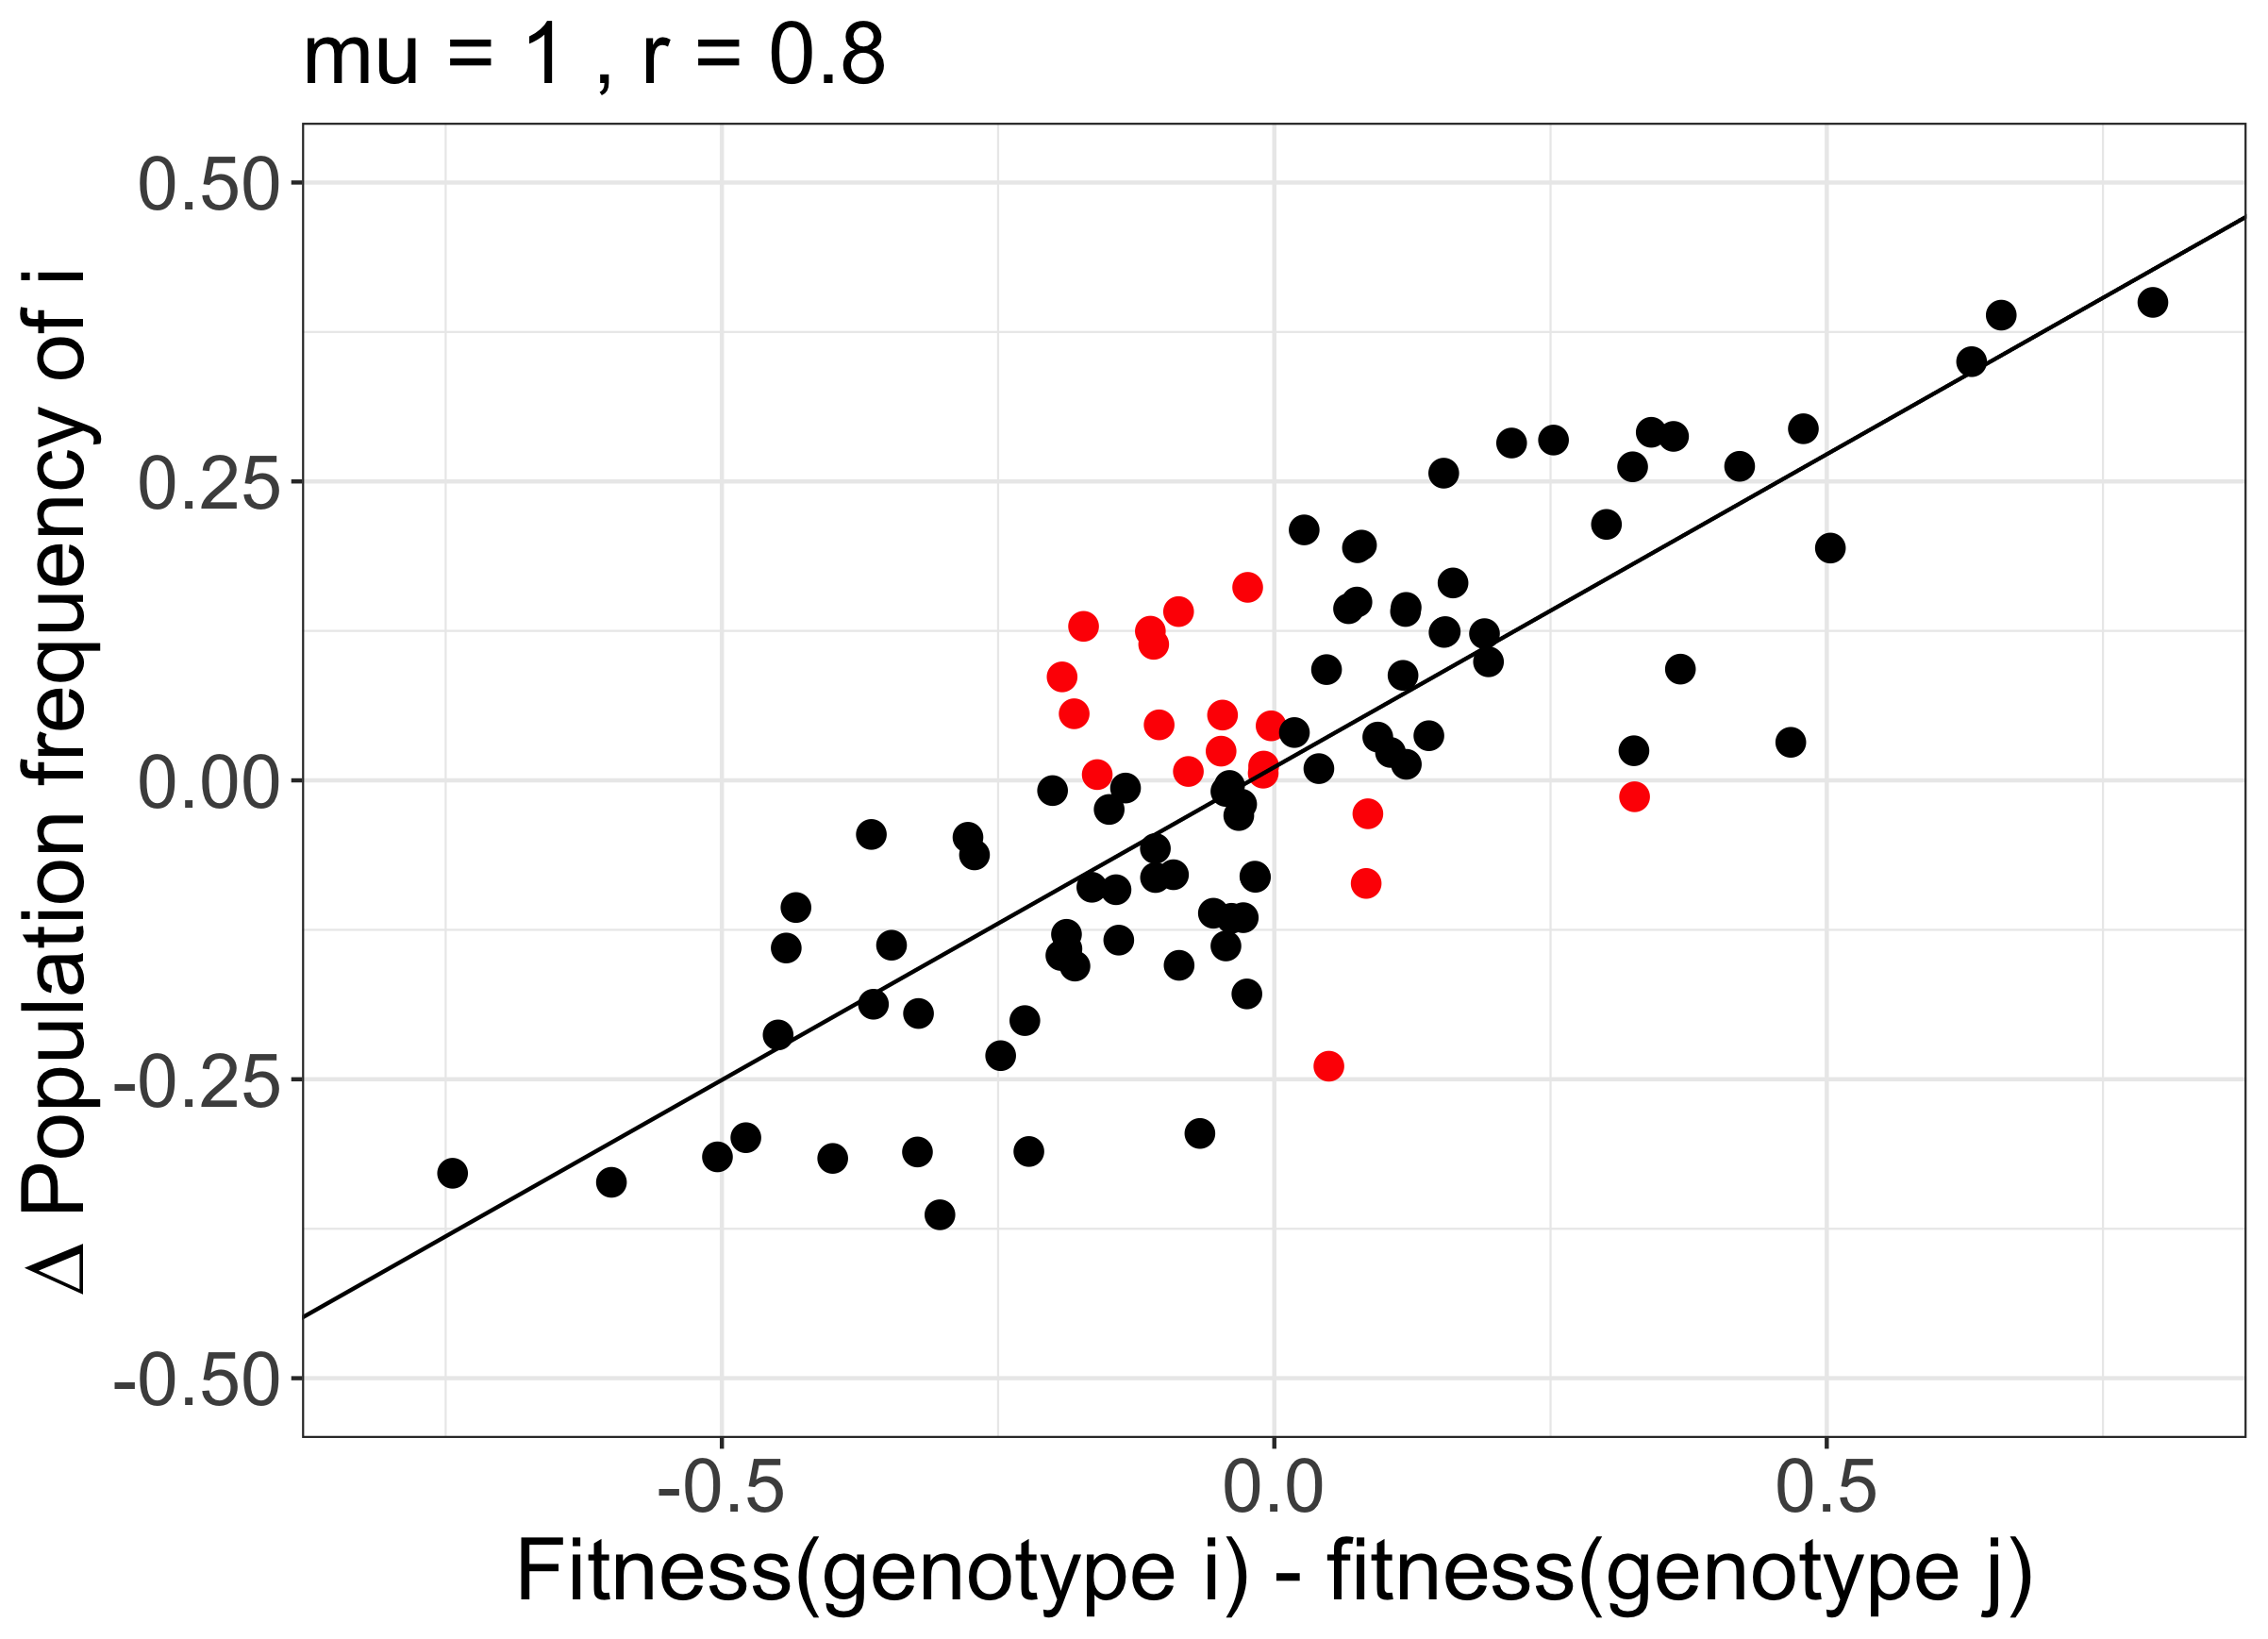 mu = 1 , r = 0.8
Δ Population frequency of i
0.50
0.25
0.00
-0.25
-0.50
-0.5
0.0
0.5
Fitness(genotype i) - fitness(genotype j)